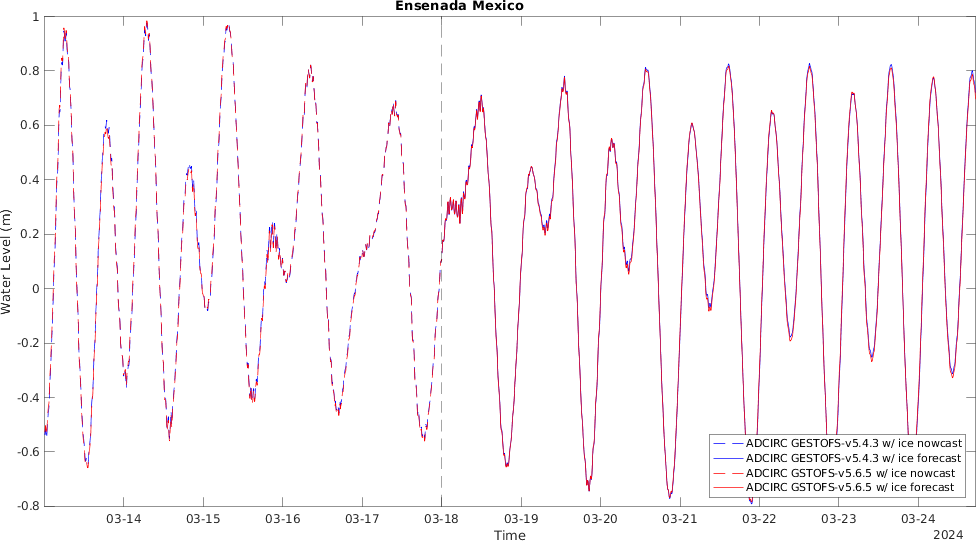 Ensenada Mexico
1
0.8
0.6
0.4
0.2
0
-0.2
-0.4
-0.6
-0.8
Water Level (m)
ADCIRC GESTOFS-v5.4.3 w/ ice nowcast
ADCIRC GESTOFS-v5.4.3 w/ ice forecast
ADCIRC GSTOFS-v5.6.5 w/ ice nowcast
ADCIRC GSTOFS-v5.6.5 w/ ice forecast
03-14 03-15 03-16 03-17 03-18 03-19 03-20 03-21 03-22 03-23 03-24
Time
2024